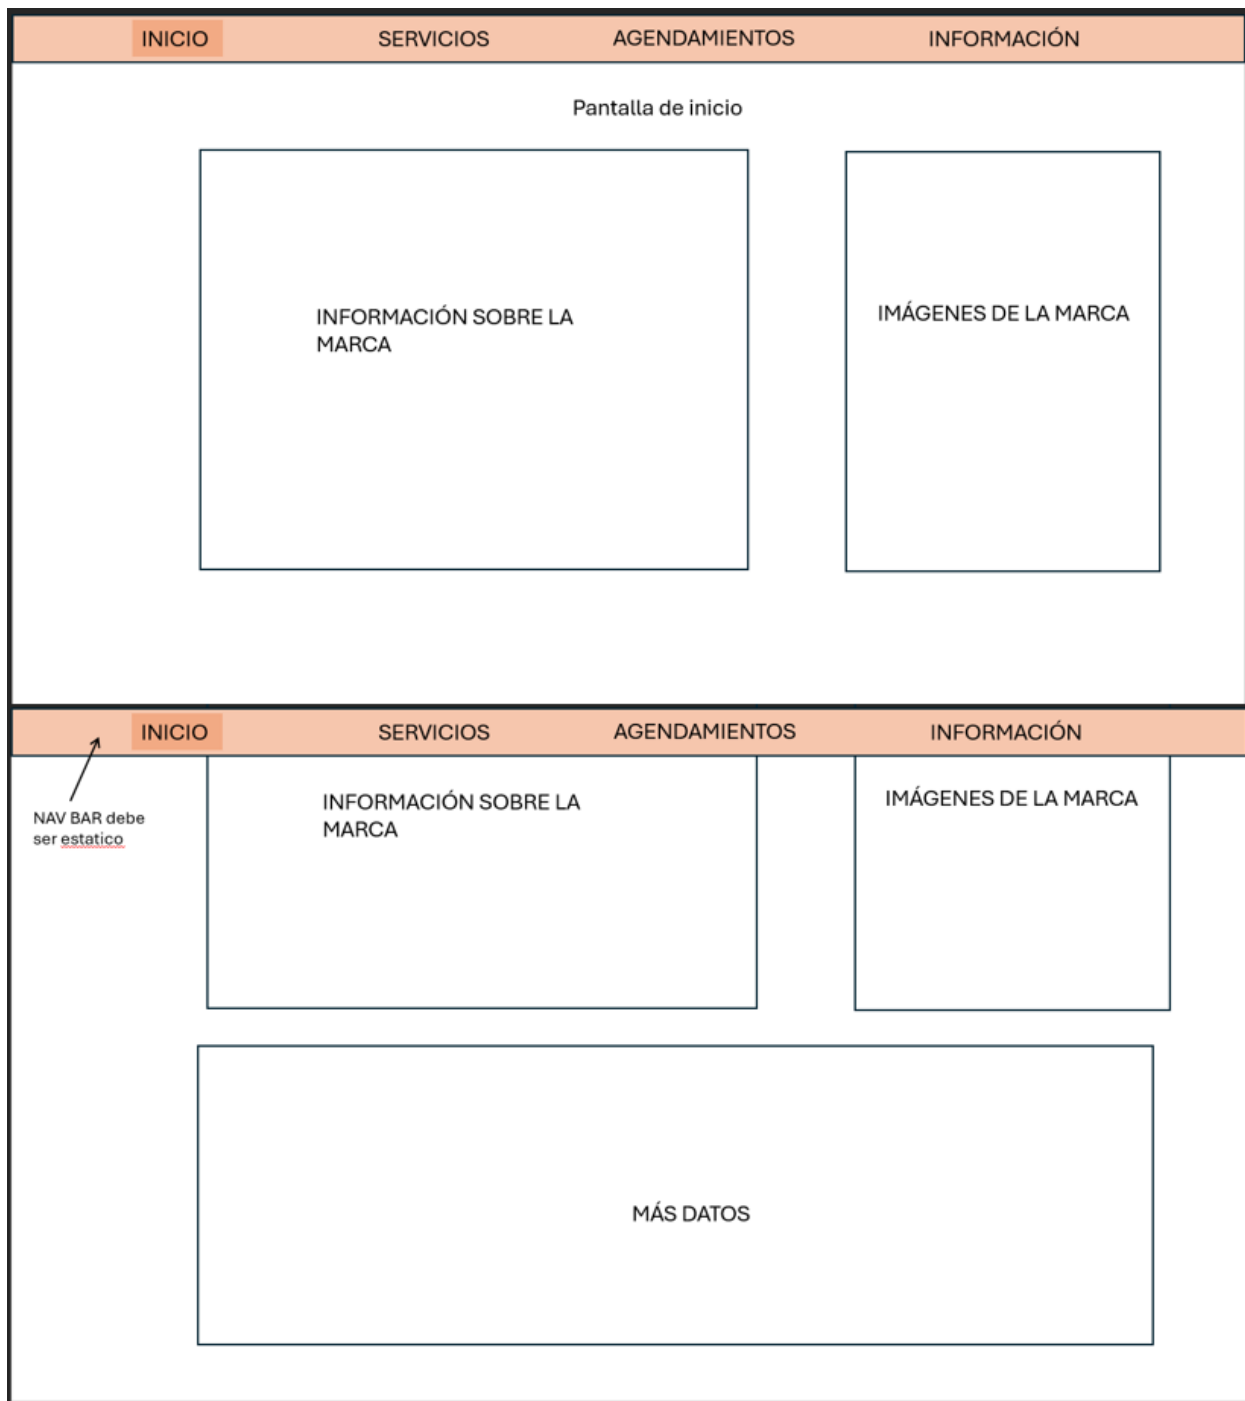 INICIO
SERVICIOS
AGENDAMIENTOS
INFORMACIÓN
Pantalla de inicio
INFORMACIÓN SOBRE LA
MARCA
IMÁGENES DE LA MARCA
INICIO
SERVICIOS
AGENDAMIENTOS
INFORMACIÓN
NAV BAR debe
ser estatico
INFORMACIÓN SOBRE LA
MARCA
IMÁGENES DE LA MARCA
MÁS DATOS